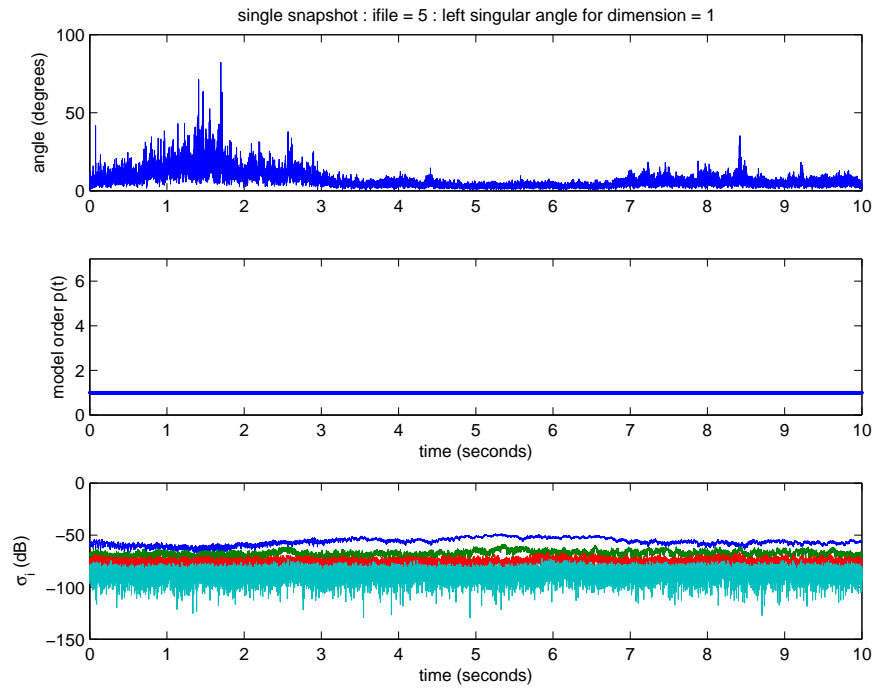 single snapshot : ifile = 5 : left singular angle for dimension = 1
angle (degrees)
100
50
0
0 1 2 3 4 5 6 7 8 9 10
model order p(t)
6
4
2
0
0 1 2 3 4 5 6 7 8 9 10
time (seconds)
σi (dB)
0
−50
−100
−150
0 1 2 3 4 5 6 7 8 9 10
time (seconds)